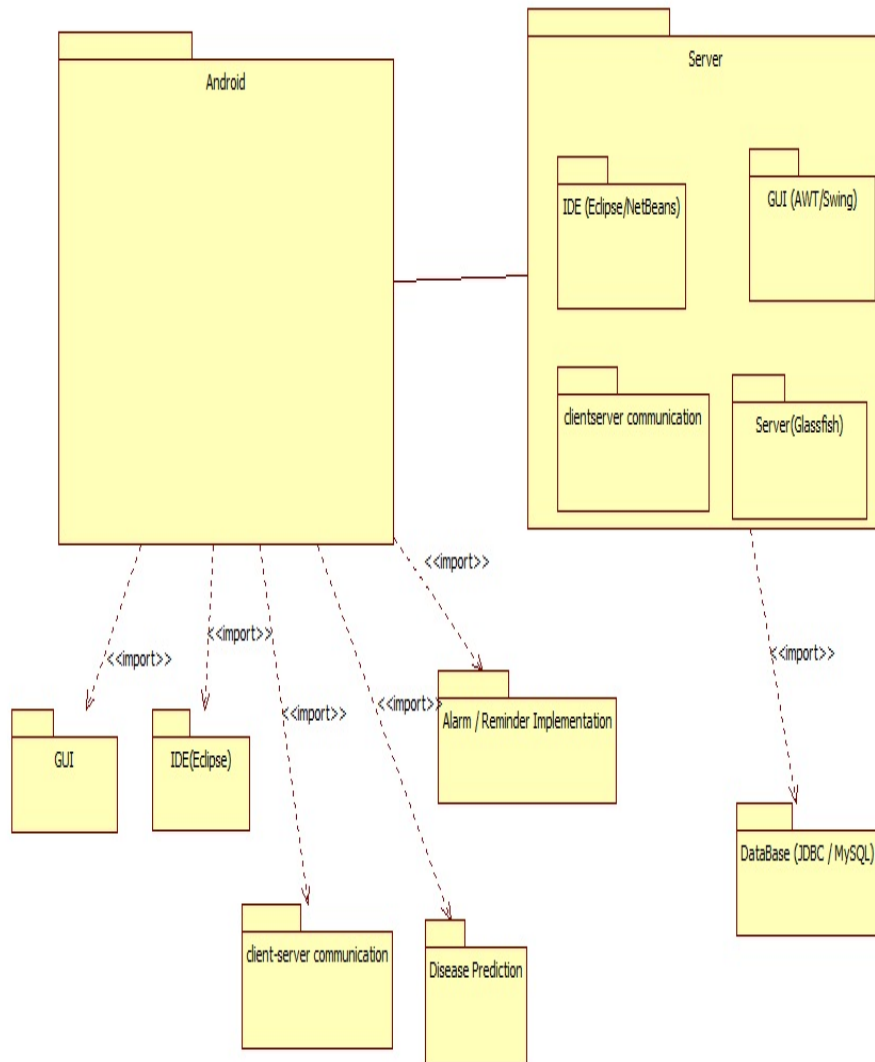 Android
Server
IDE (Eclipse/NetBeans)
GUI (AWT/Swing)
clientserver communication
Server(Glassfish)
<<import>>
<<import>>
<<import>>
<<import>>
<<import>>
<<import>>
GUI
IDE(Eclipse)
Alarm / Reminder Implementation
DataBase (JDBC / MySQL)
client-server communication
Disease Prediction